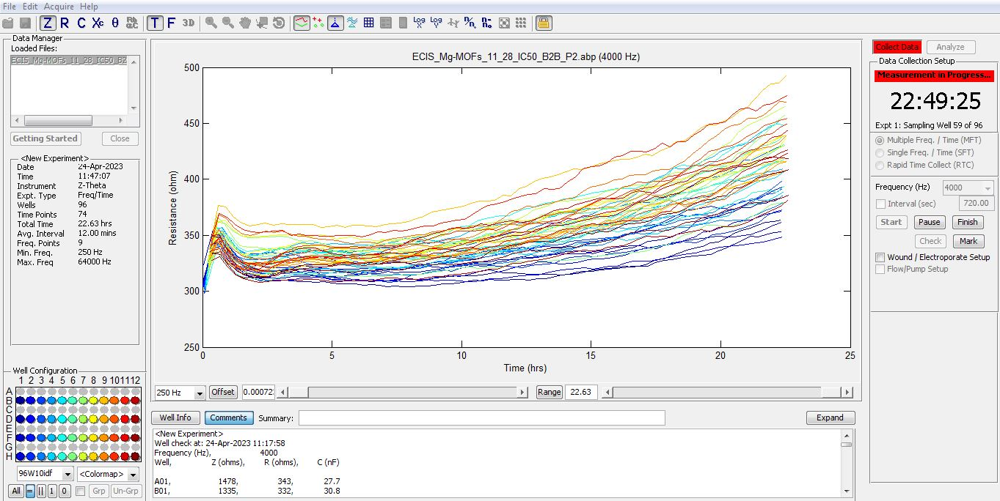 File Edit Acquire Help
Z R C Xc θ T F 3D Log X Log Y
Data Manager
Loaded Files:
ECIS_Mg-MOFs_11_28_IC50_B2
Getting Started Close
<New Experiment>
Date 24-Apr-2023
Time 11:47:07
Instrument Z-Theta
Expt. Type Freq/Time
Wells 96
Time Points 74
Total Time 22.63 hrs
Avg. Interval 12.00 mins
Freq. Points 9
Min. Freq. 250 Hz
Max. Freq 64000 Hz
Well Configuration
1 2 3 4 5 6 7 8 9 10 11 12
A
B
C
D
E
F
G
H
96W10idf <Colormap>
All = || 1 0 Grp Un-Grp
ECIS_Mg-MOFs_11_28_IC50_B2B_P2.abp (4000 Hz)
500
450
400
350
300
250
Resistance (ohm)
0 5 10 15 20 25
Time (hrs)
250 Hz Offset 0.00072 Range 22.63
Well Info Comments Summary: Expand
<New Experiment>
Well check at: 24-Apr-2023 11:17:58
Frequency (Hz), 4000
Well, Z (ohms), R (ohms), C (nF)
A01, 1478, 343, 27.7
B01, 1335, 332, 30.8
Collect Data Analyze
Data Collection Setup
Measurement in Progress...
22:49:25
Expt 1: Sampling Well 59 of 96
Multiple Freq. / Time (MFT)
Single Freq. / Time (SFT)
Rapid Time Collect (RTC)
Frequency (Hz) 4000
Interval (sec) 720.00
Start Pause Finish
Check Mark
Wound / Electroporate Setup
Flow/Pump Setup